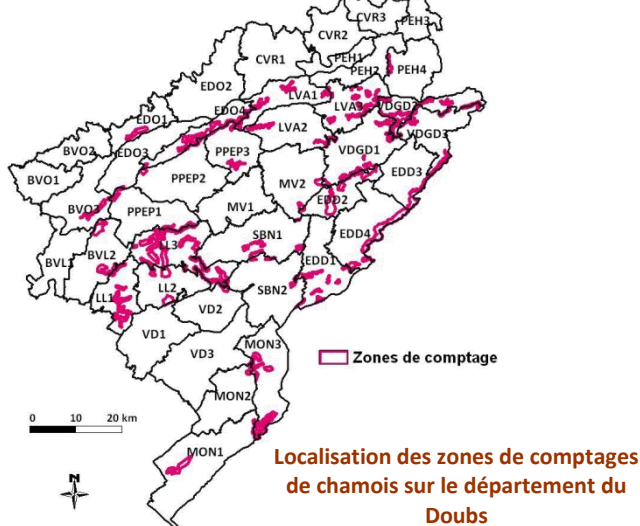 CVR3
PEH3
CVR2
CVR1
PEH1
PEH2
PEH4
EDO2
LVA1
EDO1
EDO4
LVA3
VDGD2
LVA2
VDGD3
BVO2
EDO3
PPEP3
VDGD1
BVO1
PPEP2
MV2
EDD3
EDD2
BVO3
PPEP1
MV1
SBN1
EDD4
LL3
BVL1
BVL2
EDD1
LL1
LL2
SBN2
VD2
VD1
VD3
MON3
Zones de comptage
MON2
0 10 20 km
MON1
N
Localisation des zones de comptages
de chamois sur le département du
Doubs